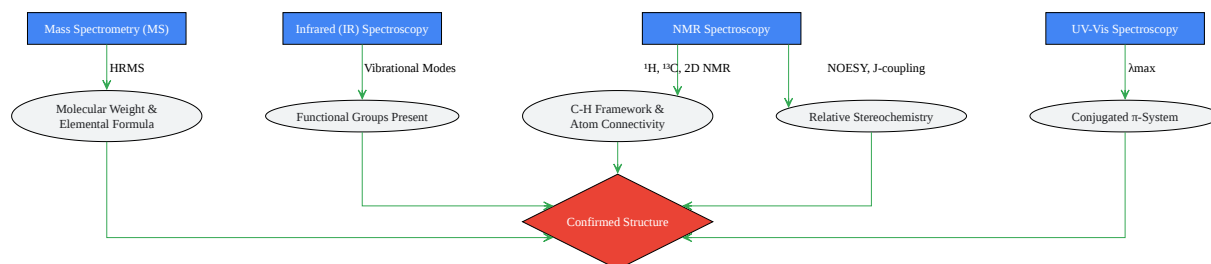 Mass Spectrometry (MS)
Infrared (IR) Spectroscopy
NMR Spectroscopy
UV-Vis Spectroscopy
HRMS
Vibrational Modes
¹H, ¹³C, 2D NMR
NOESY, J-coupling
λmax
Molecular Weight &
Elemental Formula
Functional Groups Present
C-H Framework &
Atom Connectivity
Relative Stereochemistry
Conjugated π-System
Confirmed Structure